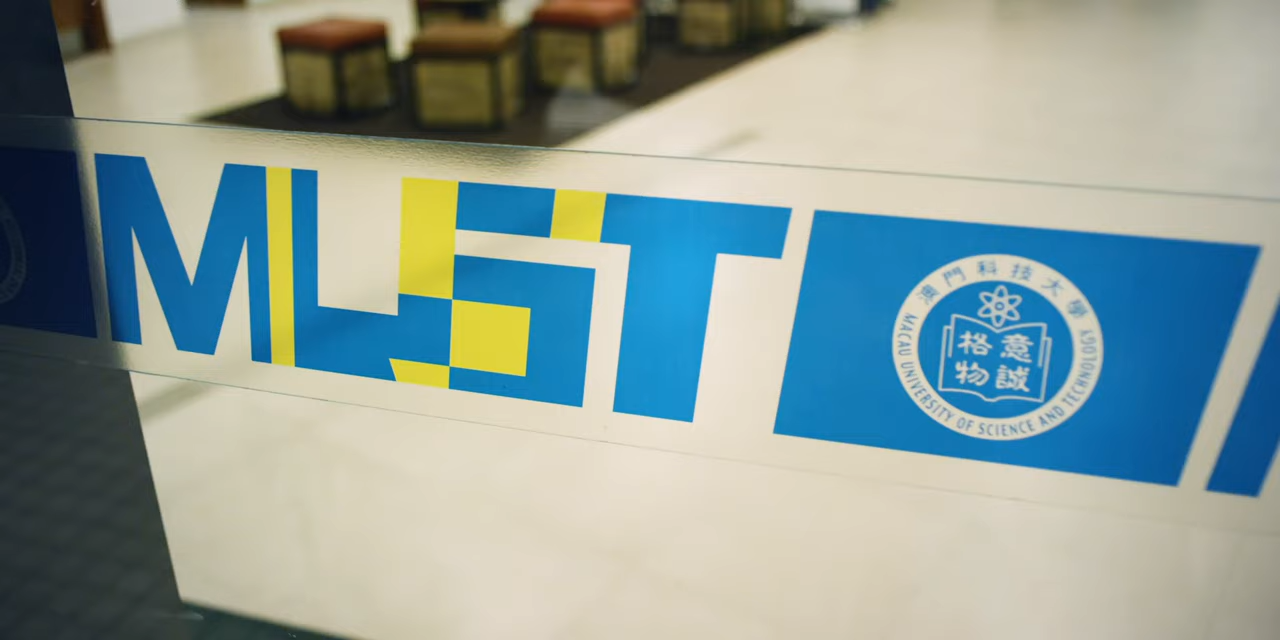 MUST
澳門科技大學
MACAU UNIVERSITY OF SCIENCE AND TECHNOLOGY
格意
物誠